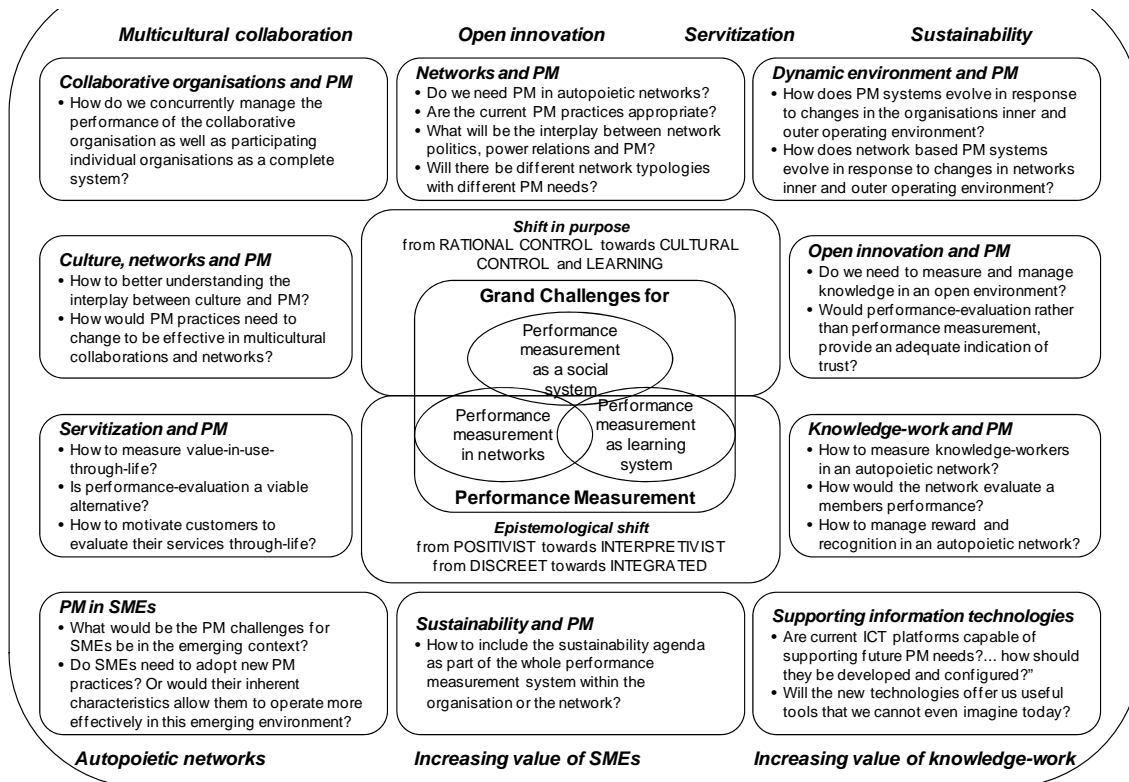 Multicultural collaboration
Open innovation
Servitization
Sustainability
Collaborative organisations and PM
• How do we concurrently manage the
performance of the collaborative
organisation as well as participating
individual organisations as a complete
system?
Networks and PM
• Do we need PM in autopoietic networks?
• Are the current PM practices appropriate?
• What will be the interplay between network
politics, power relations and PM?
• Will there be different network typologies
with different PM needs?
Dynamic environment and PM
• How does PM systems evolve in response
to changes in the organisations inner and
outer operating environment?
• How does network based PM systems
evolve in response to changes in networks
inner and outer operating environment?
Culture, networks and PM
• How to better understanding the
interplay between culture and PM?
• How would PM practices need to
change to be effective in multicultural
collaborations and networks?
Shift in purpose
from RATIONAL CONTROL towards CULTURAL
CONTROL and LEARNING
Grand Challenges for
Performance
measurement
as a social
system
Performance
measurement
in networks
Performance
measurement
as learning
system
Performance Measurement
Epistemological shift
from POSITIVIST towards INTERPRETIVIST
from DISCREET towards INTEGRATED
Open innovation and PM
• Do we need to measure and manage
knowledge in an open environment?
• Would performance-evaluation rather
than performance measurement,
provide an adequate indication of
trust?
Servitization and PM
• How to measure value-in-use-
through-life?
• Is performance-evaluation a viable
alternative?
• How to motivate customers to
evaluate their services through-life?
Knowledge-work and PM
• How to measure knowledge-workers
in an autopoietic network?
• How would the network evaluate a
members performance?
• How to manage reward and
recognition in an autopoietic network?
PM in SMEs
• What would be the PM challenges for
SMEs be in the emerging context?
• Do SMEs need to adopt new PM
practices? Or would their inherent
characteristics allow them to operate more
effectively in this emerging environment?
Sustainability and PM
• How to include the sustainability agenda
as part of the whole performance
measurement system within the
organisation or the network?
Supporting information technologies
• Are current ICT platforms capable of
supporting future PM needs?… how should
they be developed and configured?”
• Will the new technologies offer us useful
tools that we cannot even imagine today?
Autopoietic networks
Increasing value of SMEs
Increasing value of knowledge-work